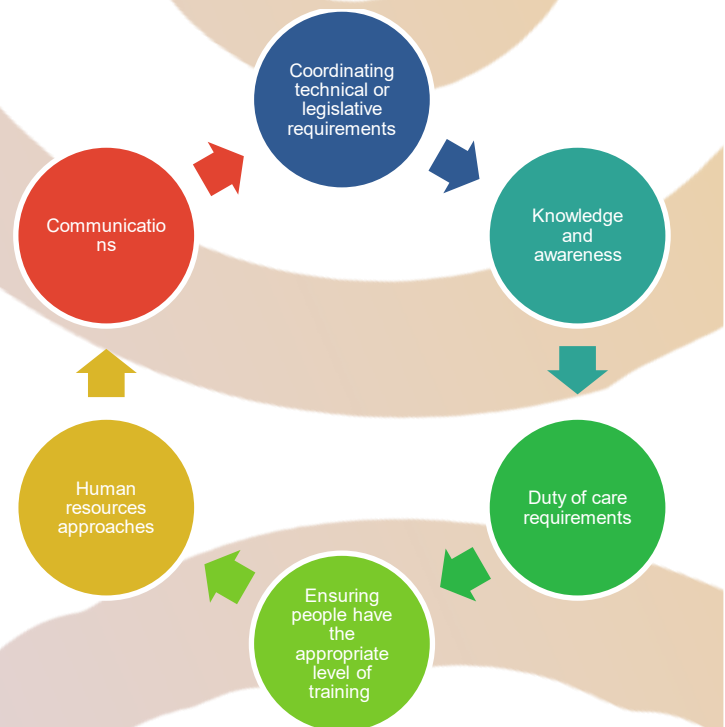 Coordinating
technical or
legislative
requirements
Knowledge
and
awareness
Duty of care
requirements
Ensuring
people have
the
appropriate
level of
training
Human
resources
approaches
Communicatio
ns